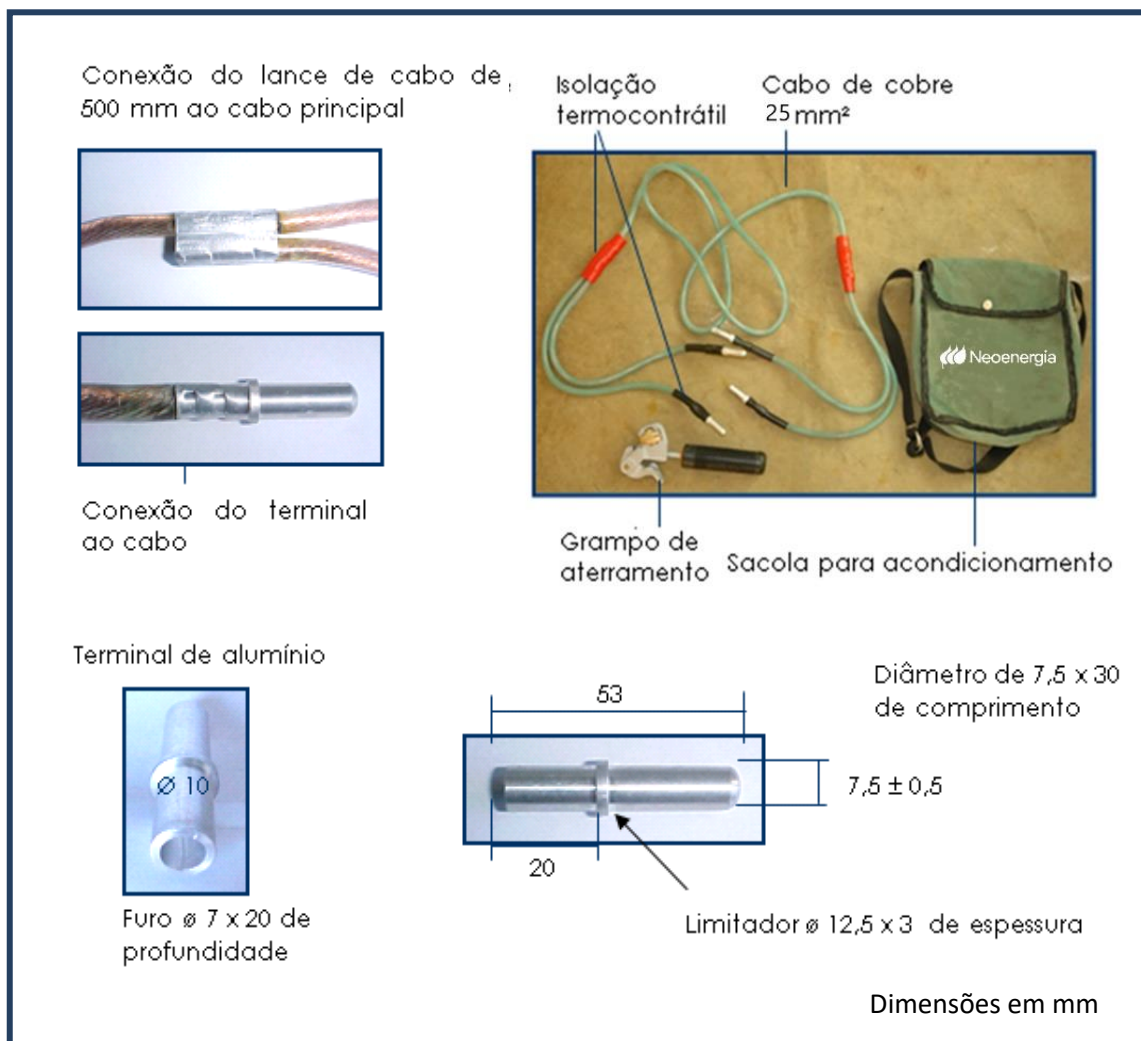 Conexão do lance de cabo de
500 mm ao cabo principal
Isolação
termocontrátil
Cabo de cobre
25 mm²
Neoenergia
Conexão do terminal
ao cabo
Grampo de
aterramento
Sacola para acondicionamento
Terminal de alumínio
Diâmetro de 7,5 x 30
de comprimento
53
Ø 10
7,5 ± 0,5
20
Furo ø 7 x 20 de
profundidade
Limitador ø 12,5 x 3 de espessura
Dimensões em mm